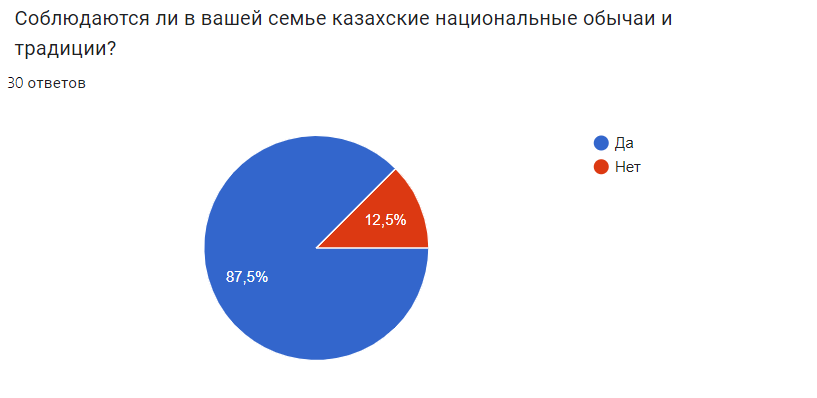 Соблюдаются ли в вашей семье казахские национальные обычаи и
традиции?
30 ответов
Да
Нет
12,5%
87,5%